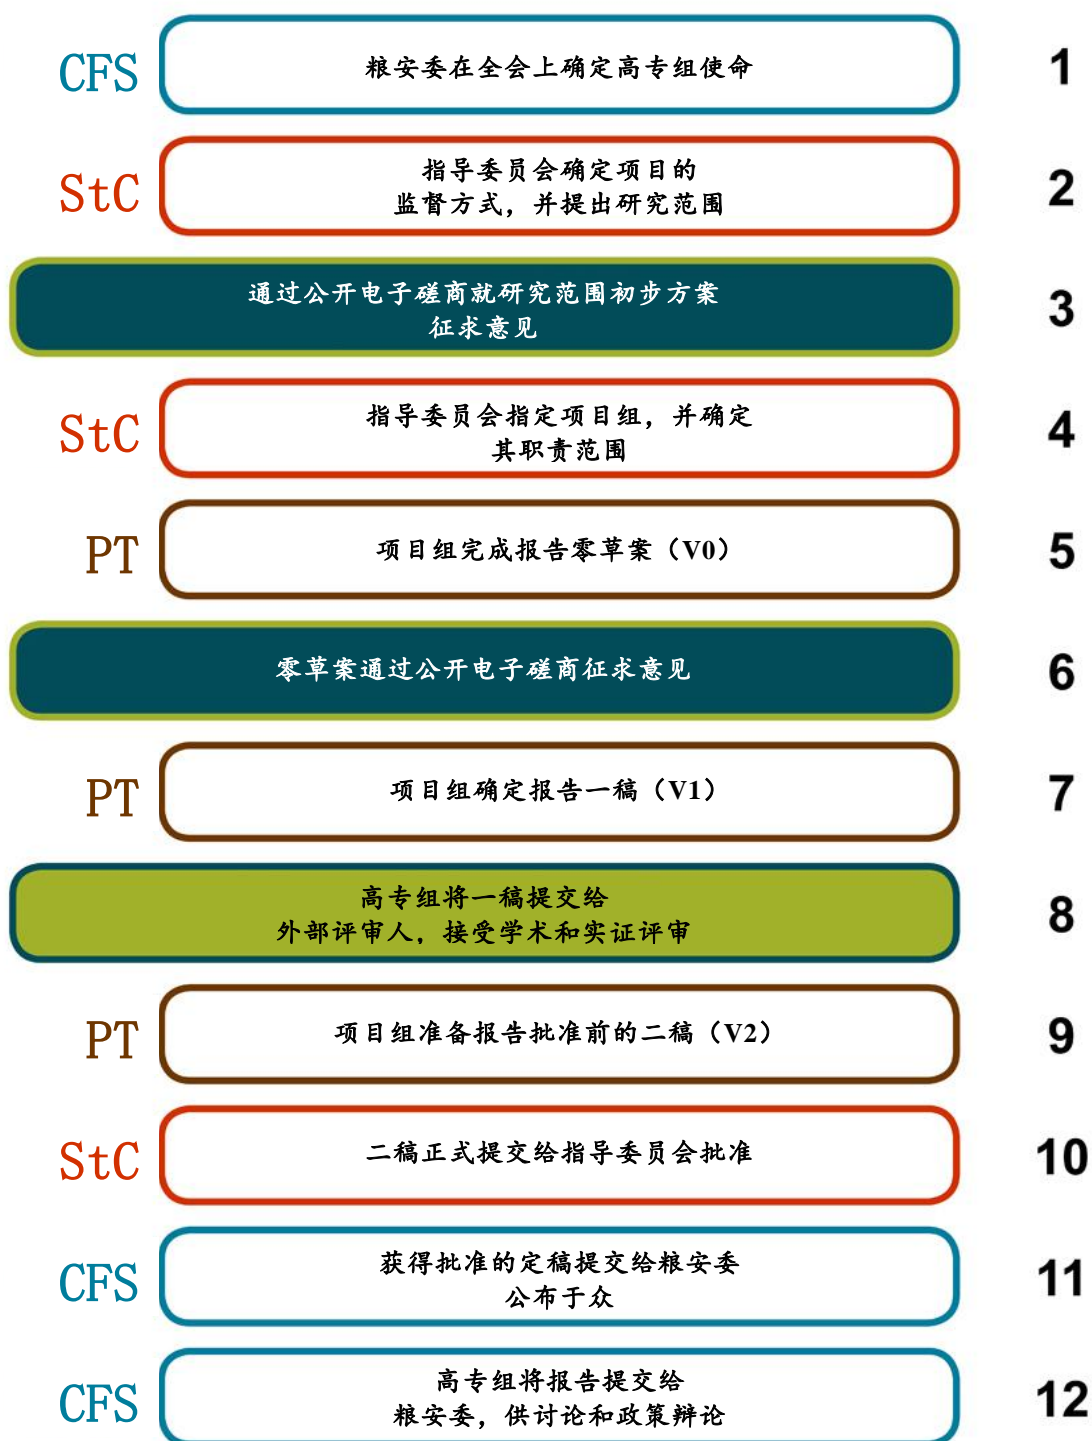 CFS
粮安委在全会上确定高专组使命
1
StC
指导委员会确定项目的
监督方式，并提出研究范围
2
通过公开电子磋商就研究范围初步方案
征求意见
3
StC
指导委员会指定项目组，并确定
其职责范围
4
PT
项目组完成报告零草案（V0）
5
零草案通过公开电子磋商征求意见
6
PT
项目组确定报告一稿（V1）
7
高专组将一稿提交给
外部评审人，接受学术和实证评审
8
PT
项目组准备报告批准前的二稿（V2）
9
StC
二稿正式提交给指导委员会批准
10
CFS
获得批准的定稿提交给粮安委
公布于众
11
CFS
高专组将报告提交给
粮安委，供讨论和政策辩论
12